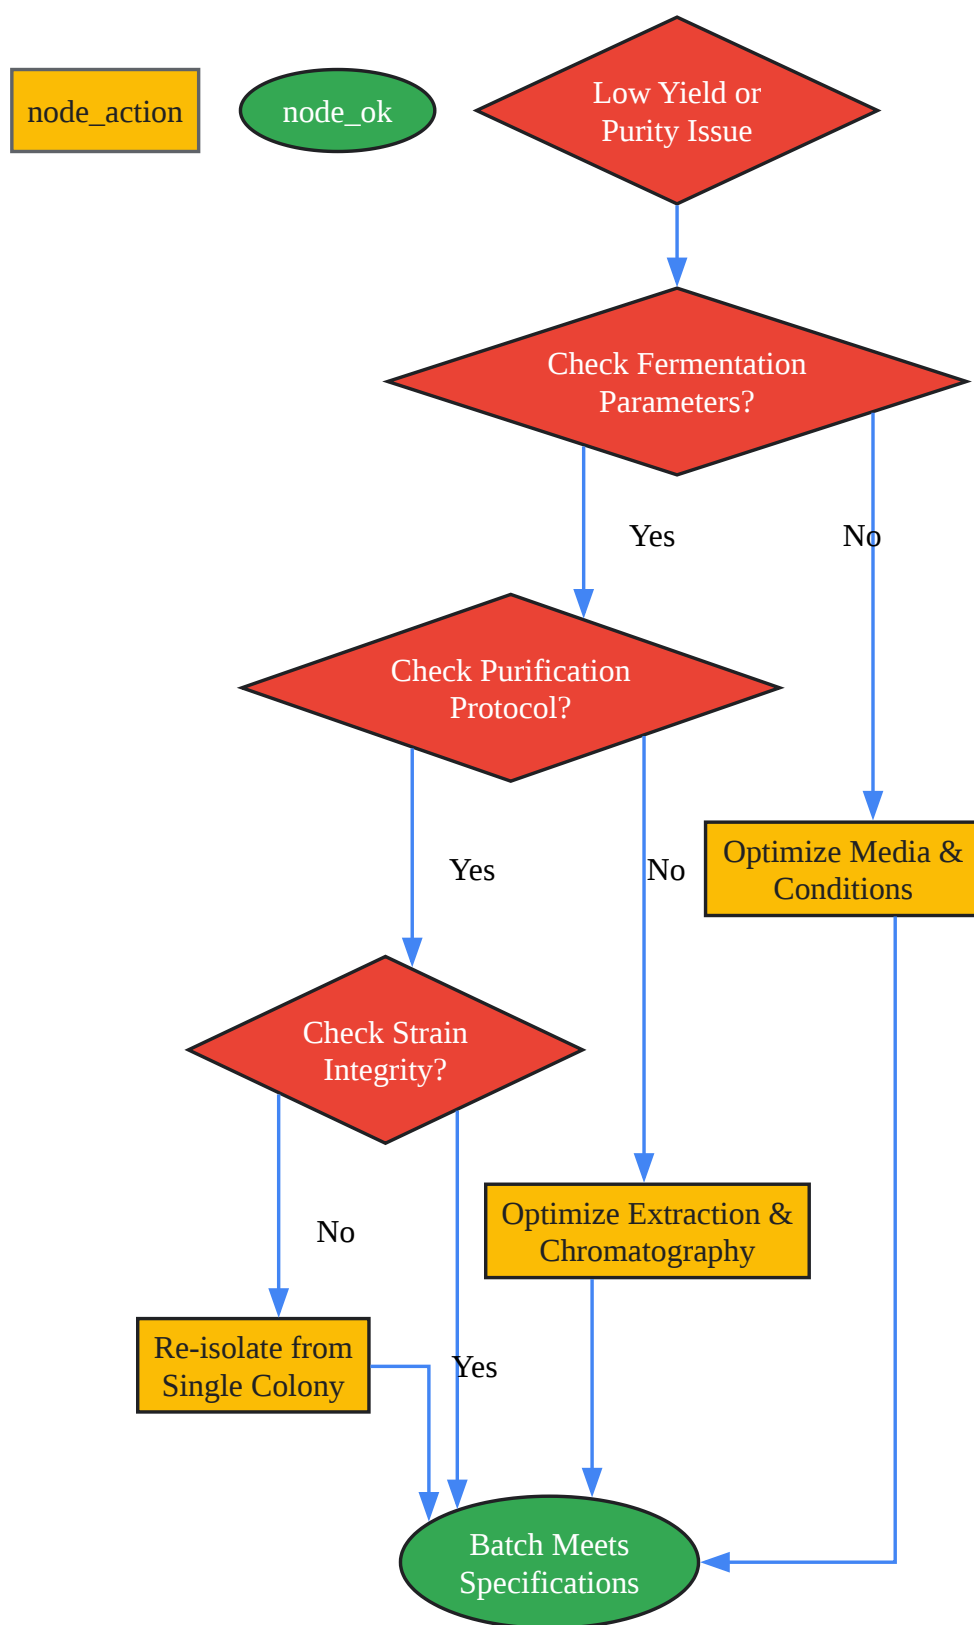 node_action
node_ok
Low Yield or
Purity Issue
Check Fermentation
Parameters?
Yes
No
Check Purification
Protocol?
Optimize Media &
Conditions
Yes
No
Check Strain
Integrity?
Optimize Extraction &
Chromatography
No
Re-isolate from
Single Colony
Yes
Batch Meets
Specifications